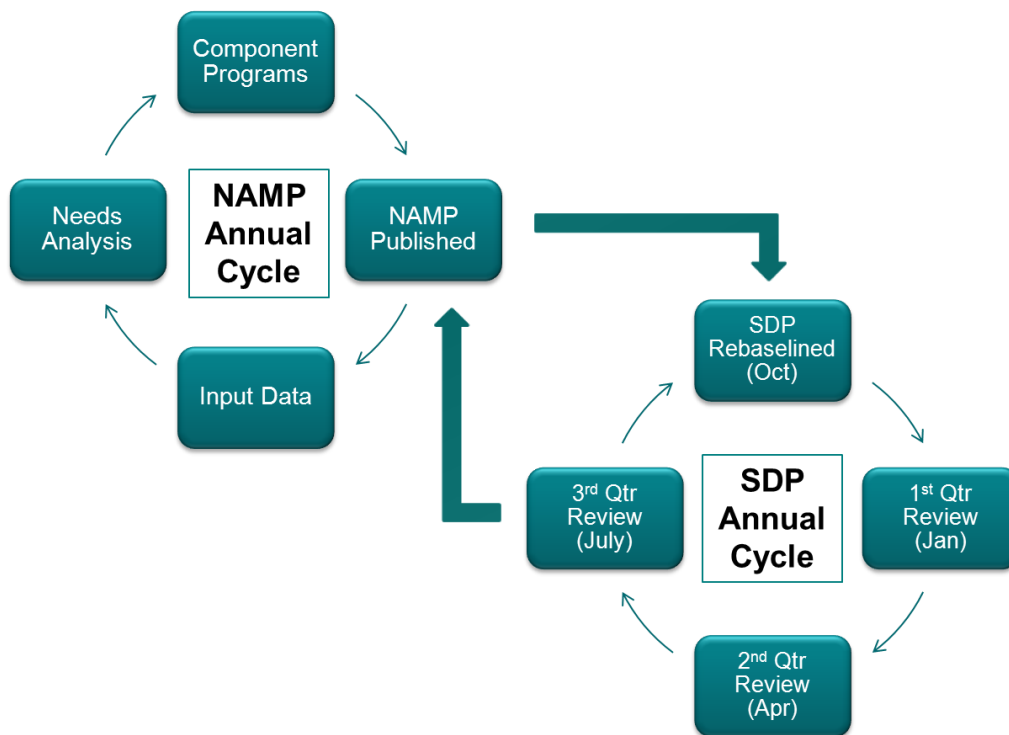 Component
Programs
Needs
Analysis
NAMP
Annual
Cycle
NAMP
Published
Input Data
SDP
Rebaselined
(Oct)
3rd Qtr
Review
(July)
SDP
Annual
Cycle
1st Qtr
Review
(Jan)
2nd Qtr
Review
(Apr)